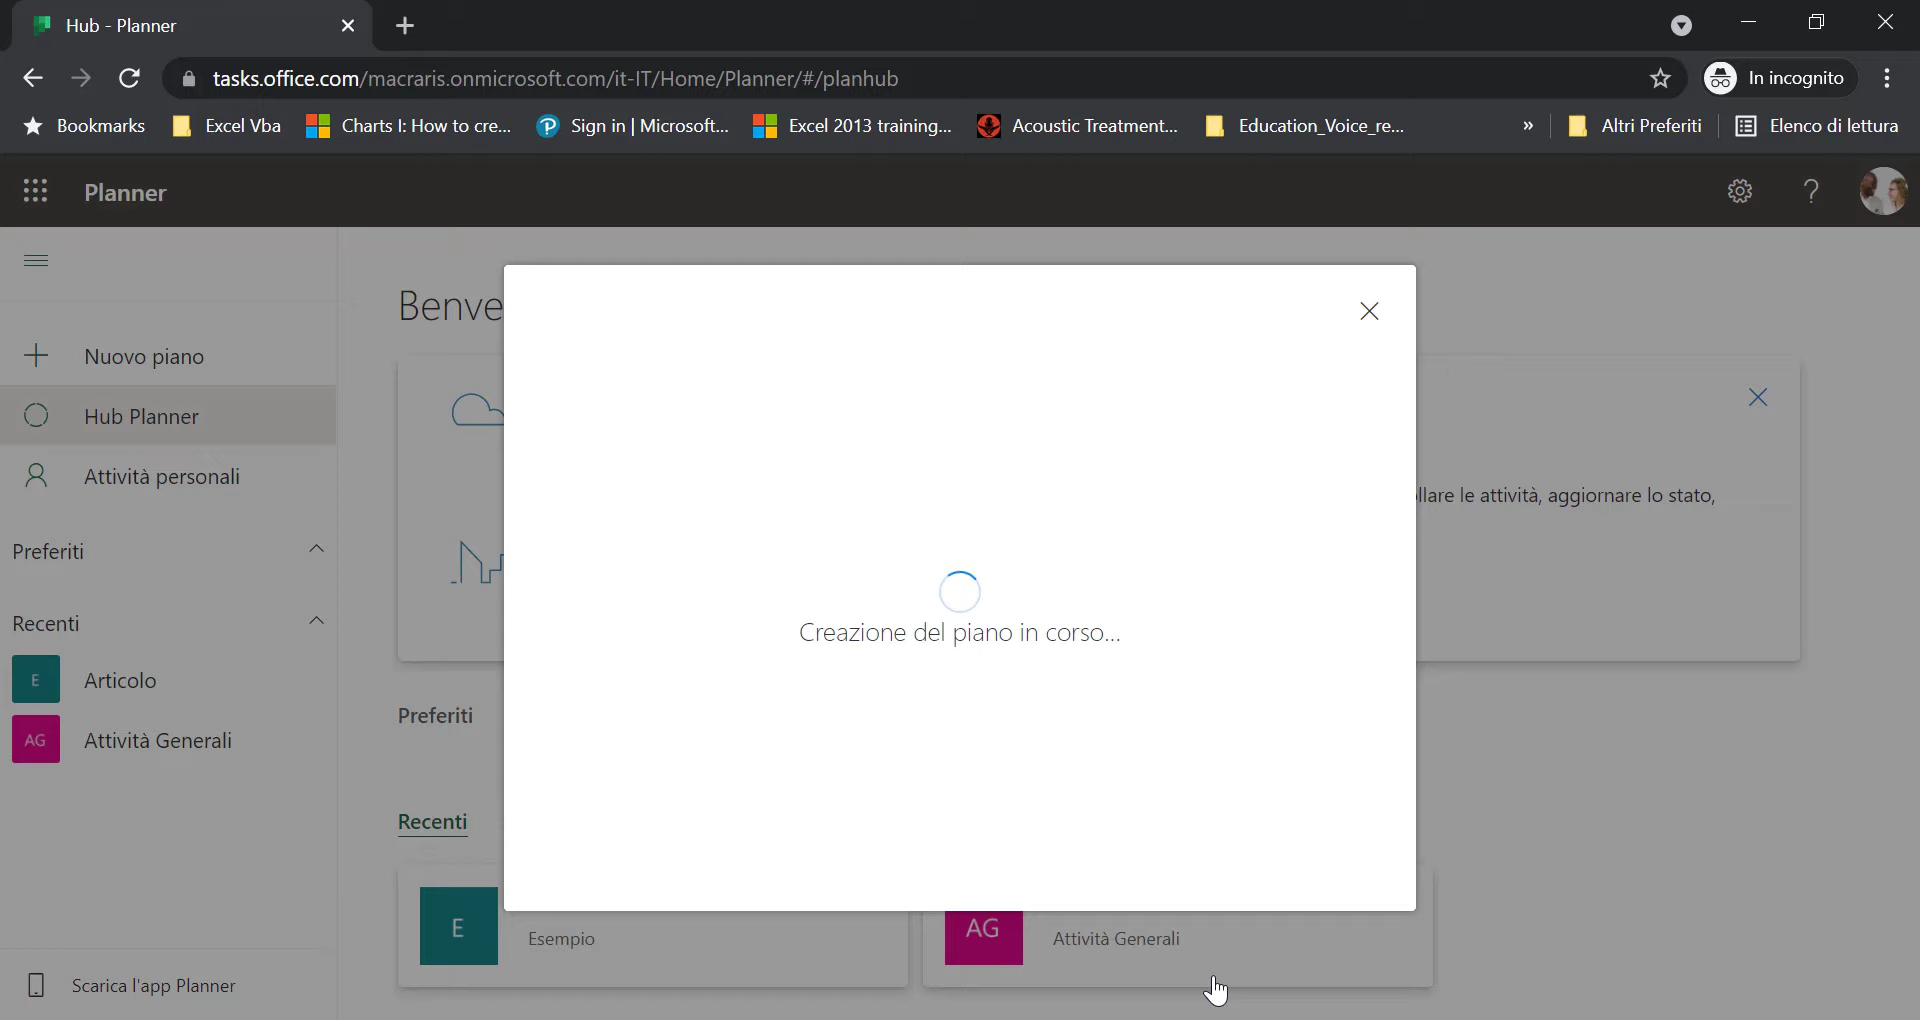 Hub - Planner
tasks.office.com/macraris.onmicrosoft.com/it-IT/Home/Planner/#/planhub
In incognito
Bookmarks
Excel Vba
Charts I: How to cre...
Sign in | Microsoft...
Excel 2013 training...
Acoustic Treatment...
Education_Voice_re...
»
Altri Preferiti
Elenco di lettura
Planner
?
Nuovo piano
Hub Planner
Attività personali
Preferiti
Recenti
E
Articolo
AG
Attività Generali
Scarica l'app Planner
Benve
llare le attività, aggiornare lo stato,
Creazione del piano in corso...
Preferiti
Recenti
E
Esempio
AG
Attività Generali